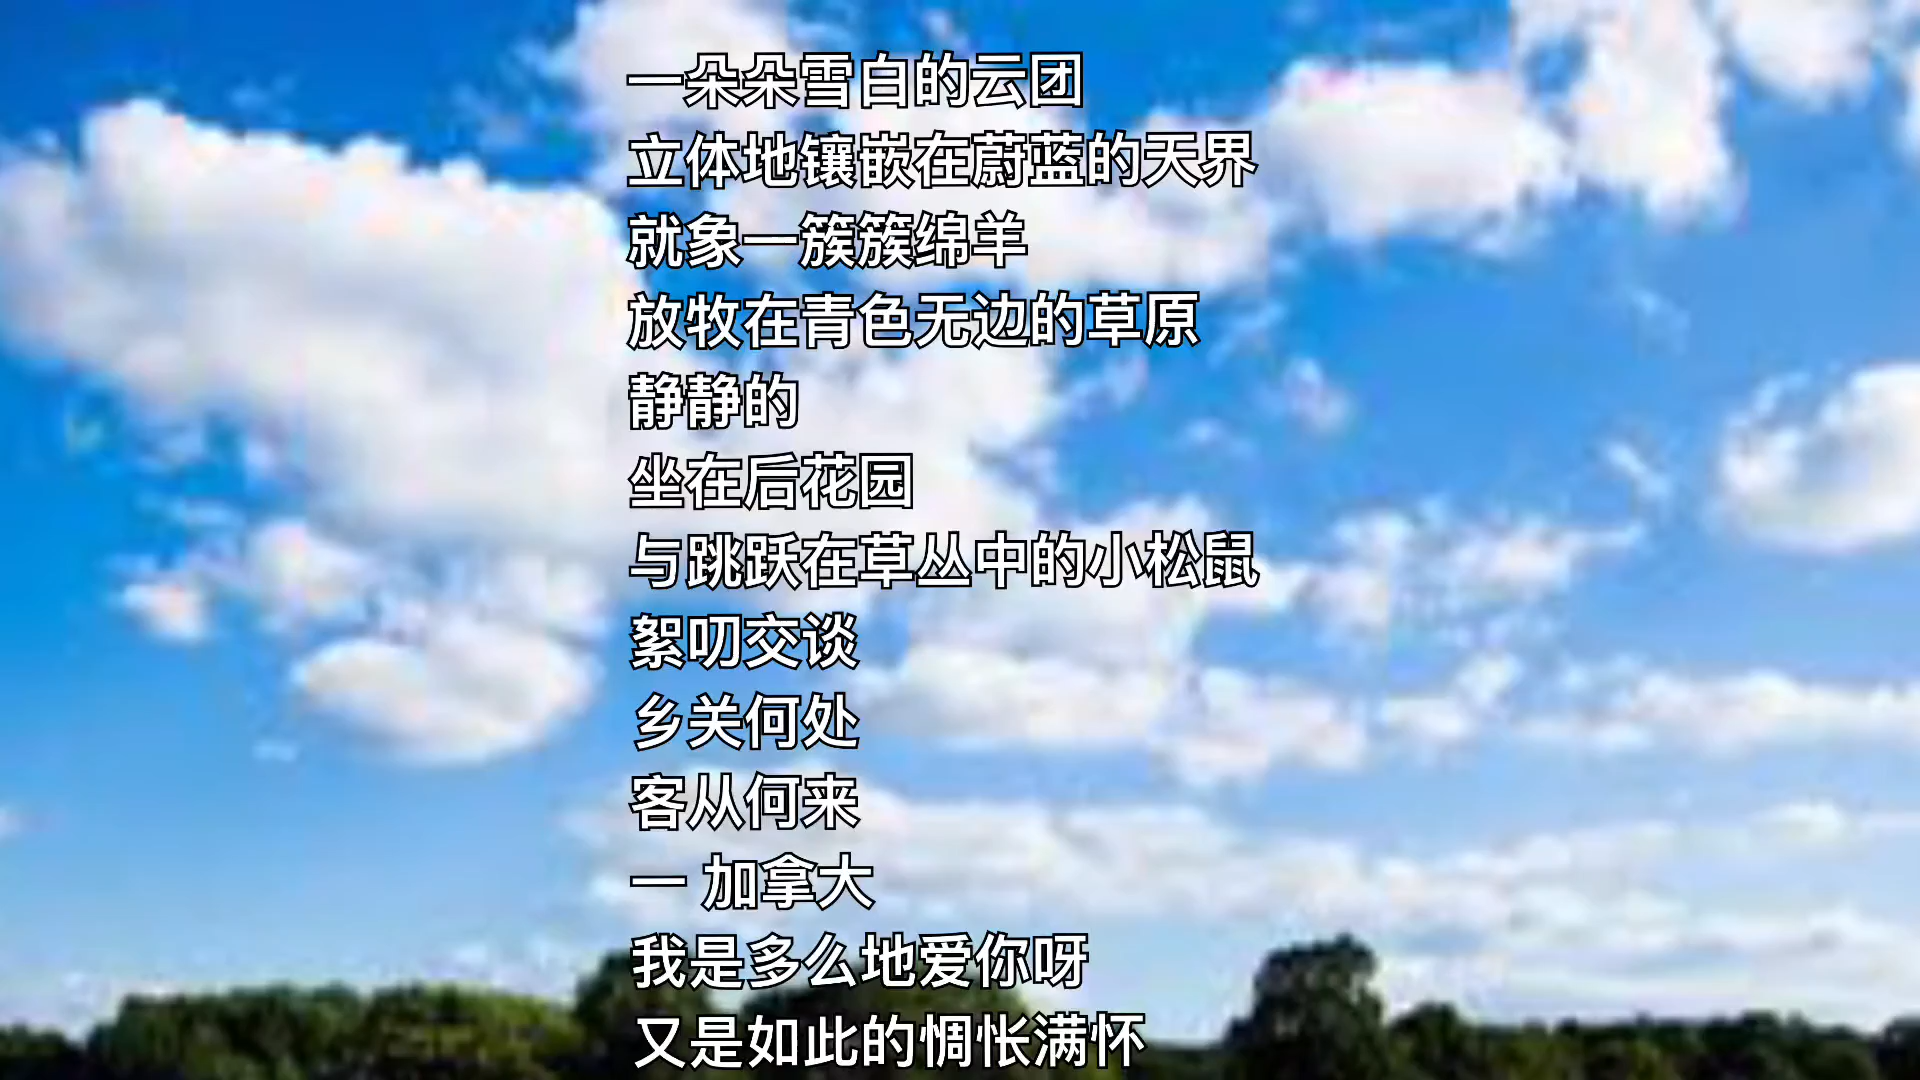 一朵朵雪白的云团
立体地镶嵌在蔚蓝的天界
就象一簇簇绵羊
放牧在青色无边的草原
静静的
坐在后花园
与跳跃在草丛中的小松鼠
絮叨交谈
乡关何处
客从何来
一 加拿大
我是多么地爱你呀
又是如此的惆怅满怀